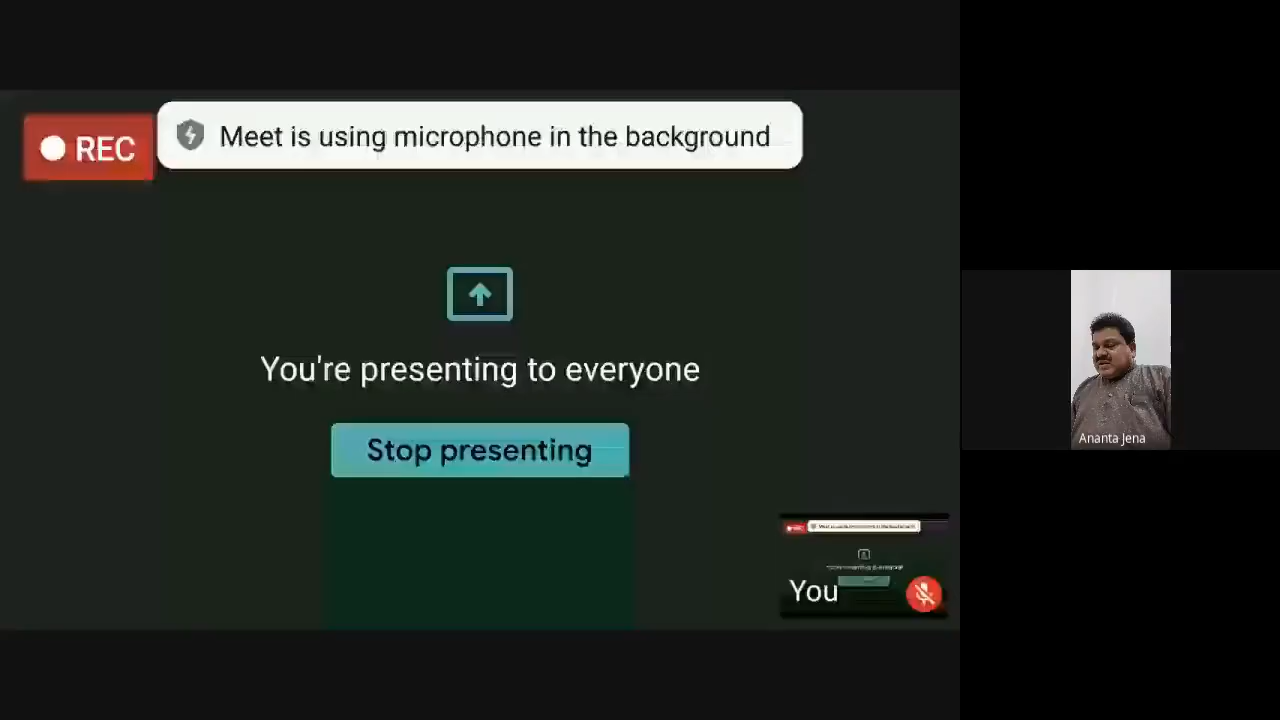 REC
Meet is using microphone in the background
You're presenting to everyone
Stop presenting
You
Ananta Jena